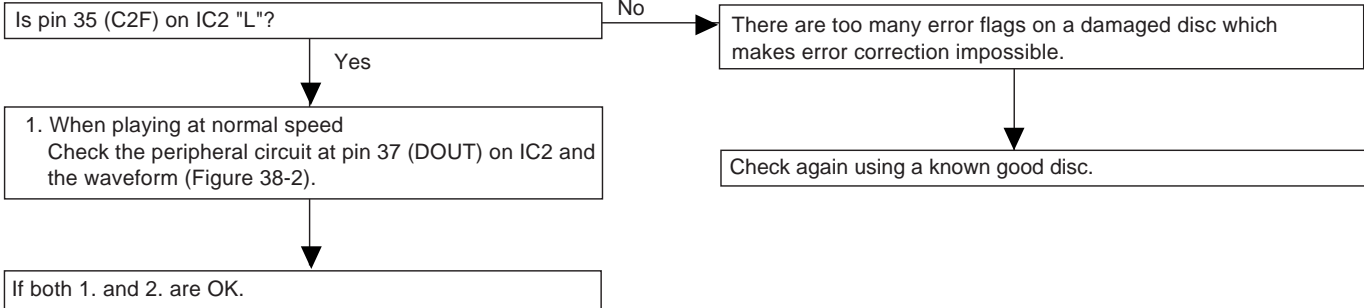 Is pin 35 (C2F) on IC2 "L"?
No
There are too many error flags on a damaged disc which
makes error correction impossible.
Yes
1. When playing at normal speed
Check the peripheral circuit at pin 37 (DOUT) on IC2 and
the waveform (Figure 38-2).
Check again using a known good disc.
If both 1. and 2. are OK.